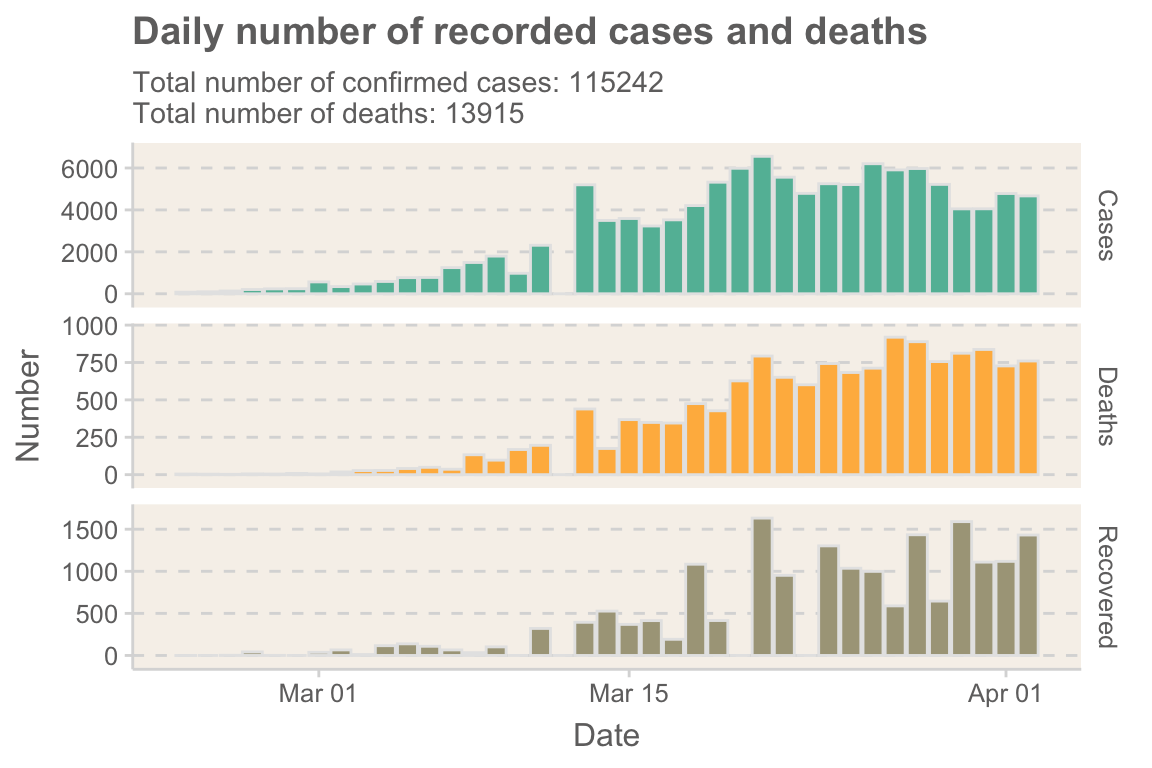 Daily number of recorded cases and deaths
Total number of confirmed cases: 115242
Total number of deaths: 13915
6000
4000
2000
0
Cases
1000
750
500
250
0
Deaths
1500
1000
500
0
Recovered
Number
Mar 01
Mar 15
Apr 01
Date